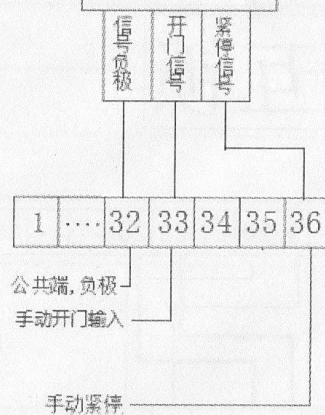 信号负极 开门信号 紧停信号
1 ···· 32 33 34 35 36
公共端,负极
手动开门输入
手动紧停